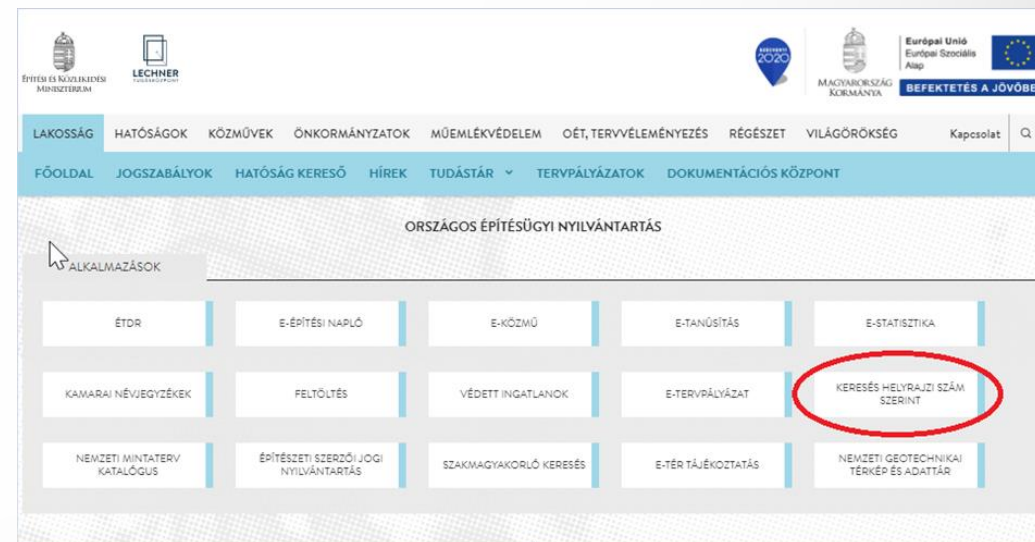 ÉPÍTÉSI ÉS KÖZLEKEDÉSI
MINISZTÉRIUM
LECHNER
TUDÁSKÖZPONT
SZÉCHENYI
2020
MAGYARORSZÁG
KORMÁNYA
Európai Unió
Európai Szociális
Alap
BEFEKTETÉS A JÖVŐBE
LAKOSSÁG HATÓSÁGOK KÖZMŰVEK ÖNKORMÁNYZATOK MŰEMLÉKVÉDELEM OÉT, TERVVÉLEMÉNYEZÉS RÉGÉSZET VILÁGÖRÖKSÉG Kapcsolat
FŐOLDAL JOGSZABÁLYOK HATÓSÁG KERESŐ HÍREK TUDÁSTÁR TERVPÁLYÁZATOK DOKUMENTÁCIÓS KÖZPONT
ORSZÁGOS ÉPÍTÉSÜGYI NYILVÁNTARTÁS
ALKALMAZÁSOK
ÉTDR
E-ÉPÍTÉSI NAPLÓ
E-KÖZMŰ
E-TANÚSÍTÁS
E-STATISZTIKA
KAMARAI NÉVJEGYZÉKEK
FELTÖLTÉS
VÉDETT INGATLANOK
E-TERVPÁLYÁZAT
KERESÉS HELYRAJZI SZÁM
SZERINT
NEMZETI MINTATERV
KATALÓGUS
ÉPÍTÉSZETI SZERZŐI JOGI
NYILVÁNTARTÁS
SZAKMAGYAKORLÓ KERESÉS
E-TÉR TÁJÉKOZTATÁS
NEMZETI GEOTECHNIKAI
TÉRKÉP ÉS ADATTÁR